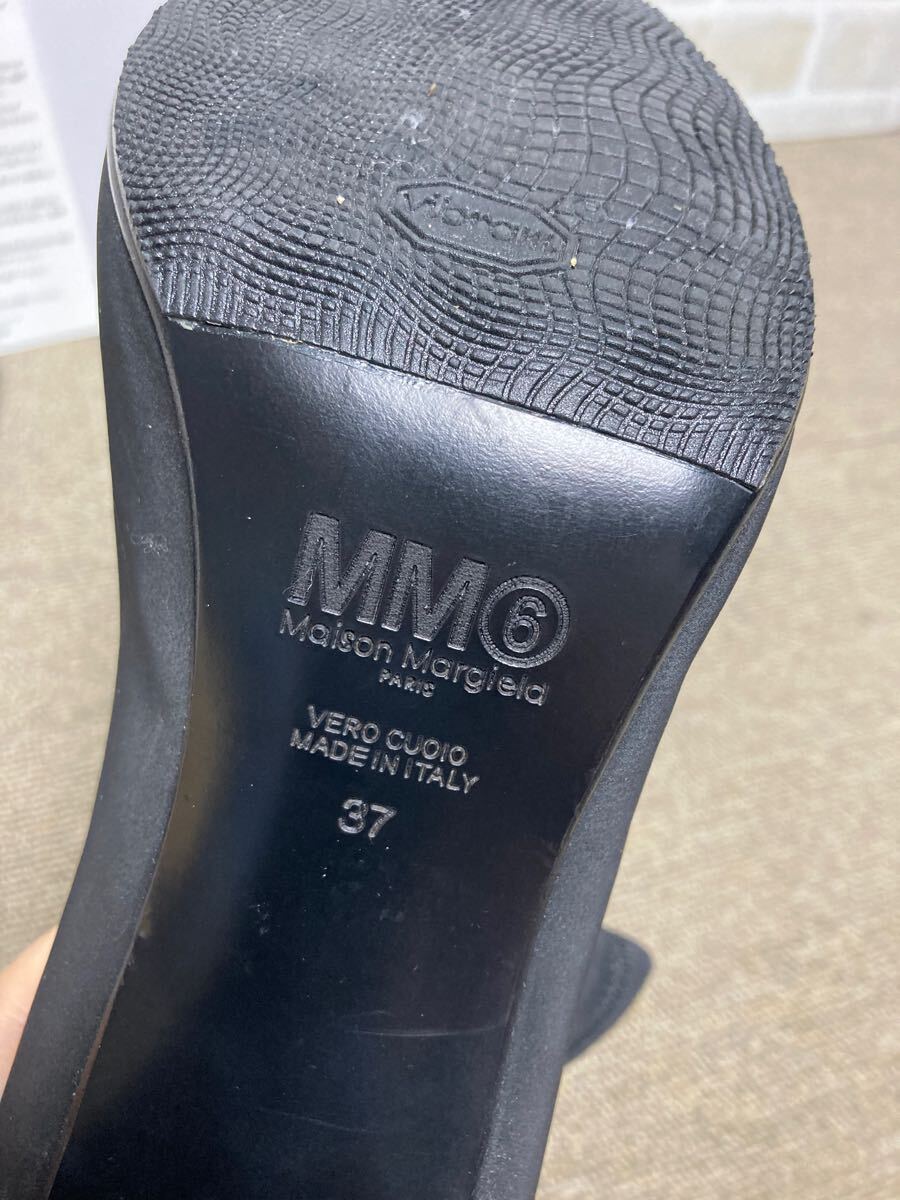 vibram
MM6
Maison Margiela
PARIS
VERO CUOIO
MADE IN ITALY
37